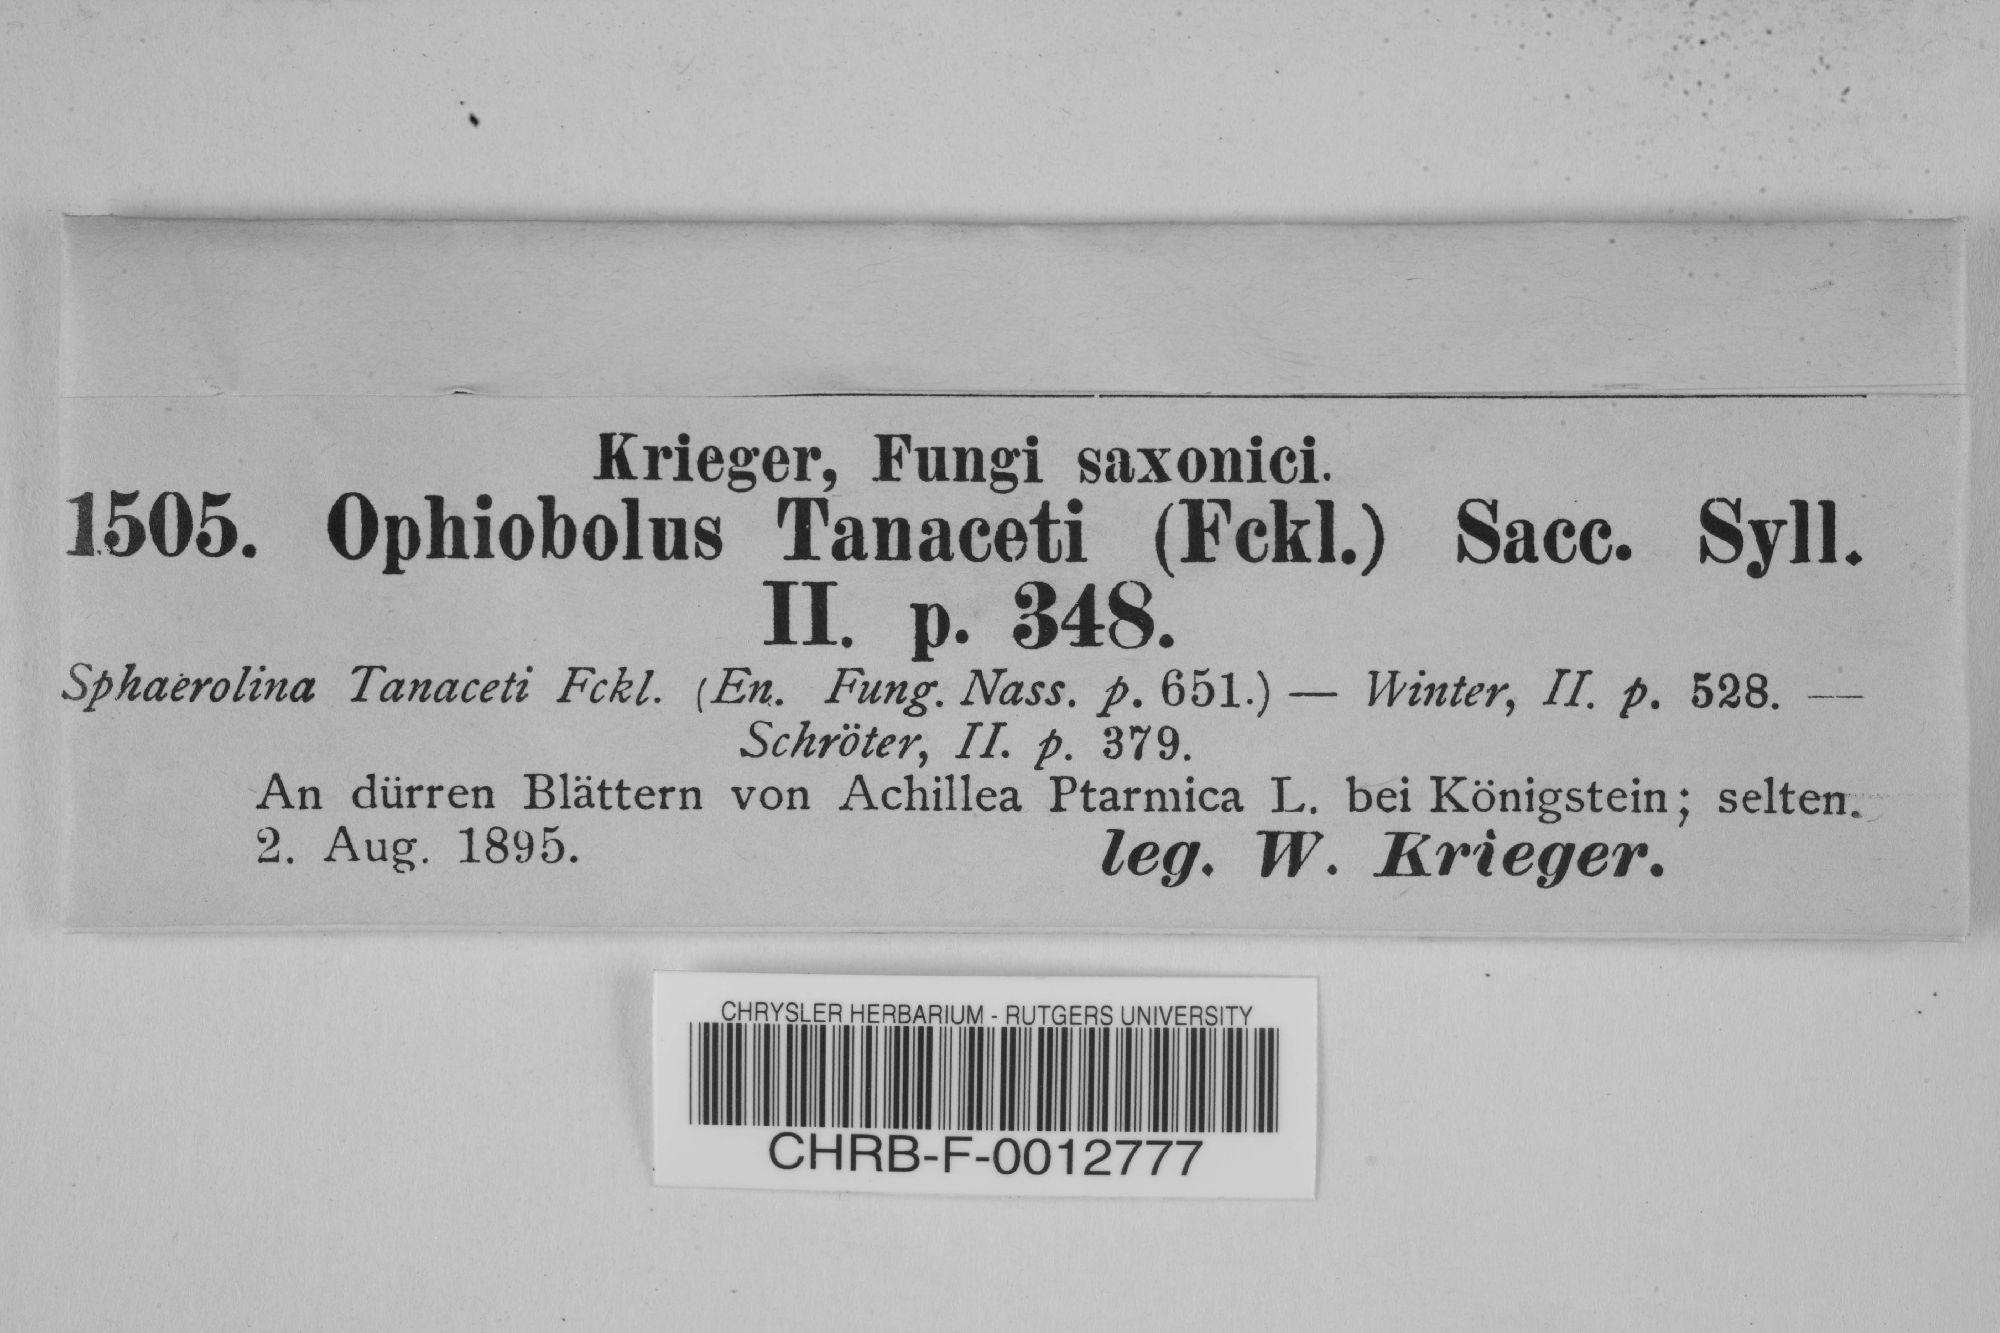 Krieger, Fungi saxonici.
1505. Ophiobolus Tanaceti (Fckl.) Sacc. Syll.
II. p. 348.
Sphaerolina Tanaceti Fckl. (En. Fung. Nass. p. 651.) — Winter, II. p. 528. —
Schröter, II. p. 379.
An dürren Blättern von Achillea Ptarmica L. bei Königstein; selten.
2. Aug. 1895. leg. W. Krieger.
CHRYSLER HERBARIUM - RUTGERS UNIVERSITY
CHRB-F-0012777